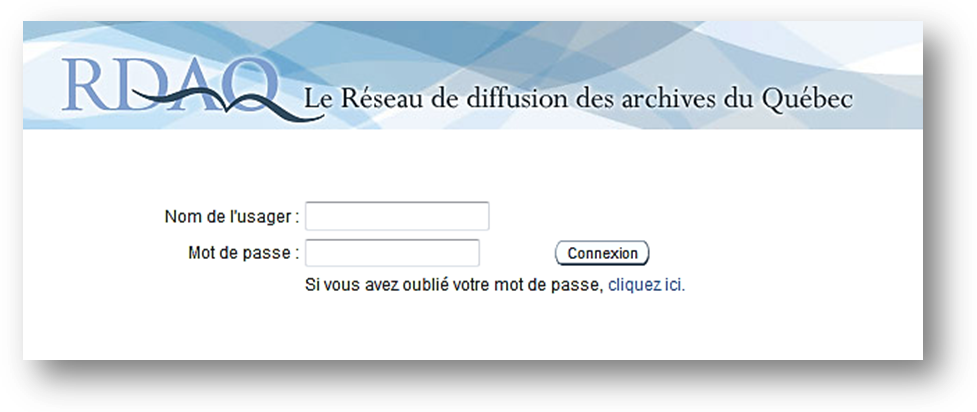 RDAQ Le Réseau de diffusion des archives du Québec
Nom de l'usager :
Mot de passe : Connexion
Si vous avez oublié votre mot de passe, cliquez ici.